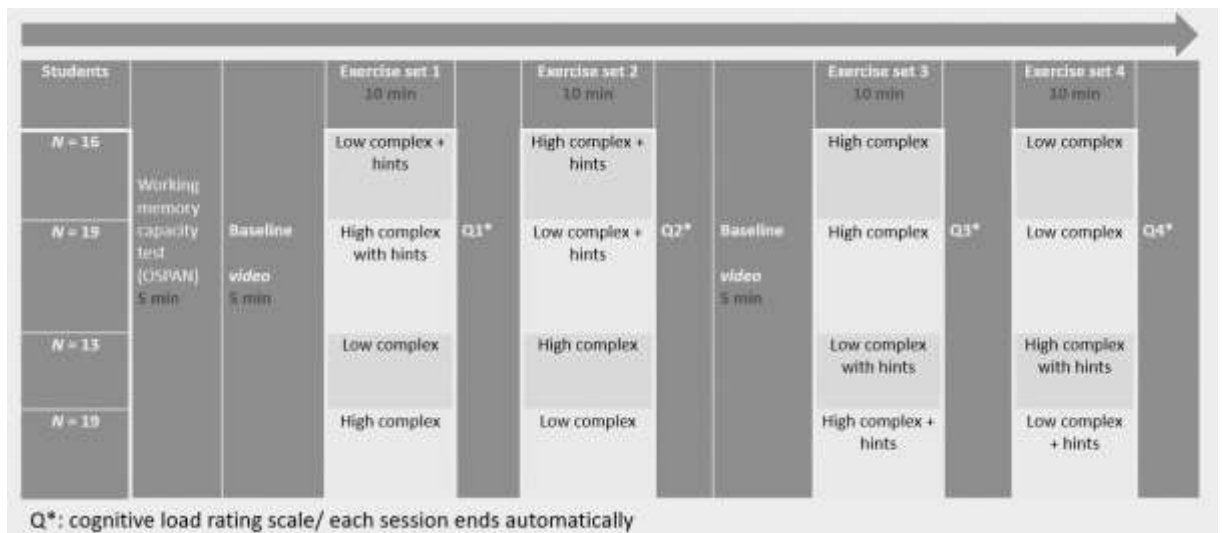 Students
Exercise set 1
10 min
Exercise set 2
10 min
Exercise set 3
10 min
Exercise set 4
10 min
Working
memory
capacity
test
(OSPAN)
5 min
Baseline
video
5 min
Q1*
Q2*
Baseline
video
5 min
Q3*
Q4*
N = 16
Low complex +
hints
High complex +
hints
High complex
Low complex
N = 19
High complex
with hints
Low complex +
hints
High complex
Low complex
N = 13
Low complex
High complex
Low complex
with hints
High complex
with hints
N = 19
High complex
Low complex
High complex +
hints
Low complex
+ hints
Q*: cognitive load rating scale/ each session ends automatically